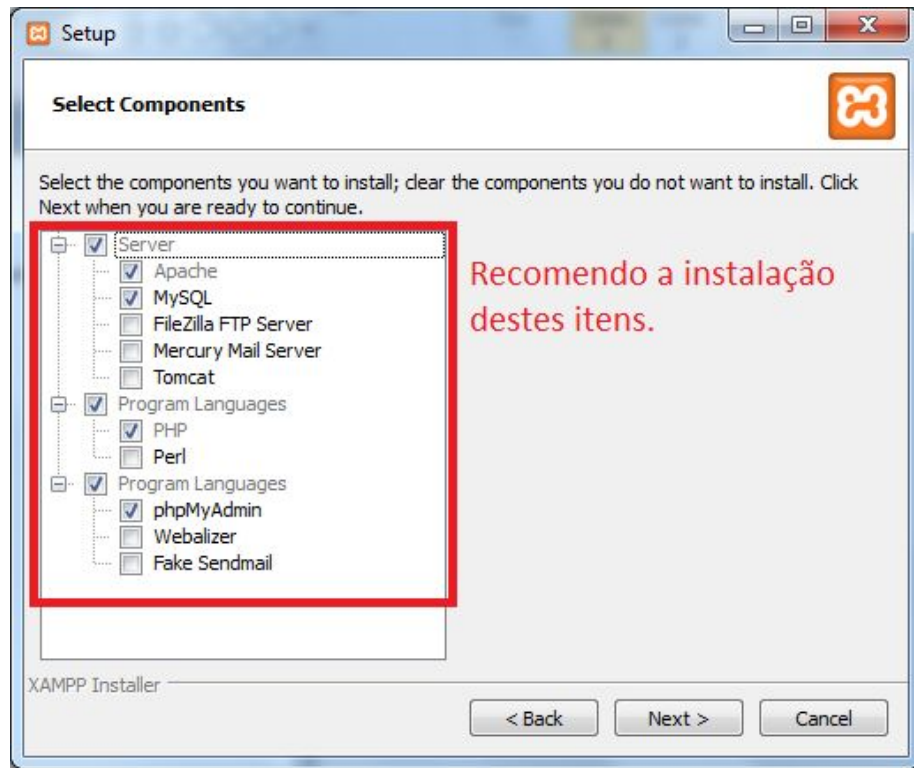 Setup
Select Components
Select the components you want to install; clear the components you do not want to install. Click
Next when you are ready to continue.
Server
Apache
MySQL
FileZilla FTP Server
Mercury Mail Server
Tomcat
Program Languages
PHP
Perl
Program Languages
phpMyAdmin
Webalizer
Fake Sendmail
Recomendo a instalação
destes itens.
XAMPP Installer
< Back
Next >
Cancel